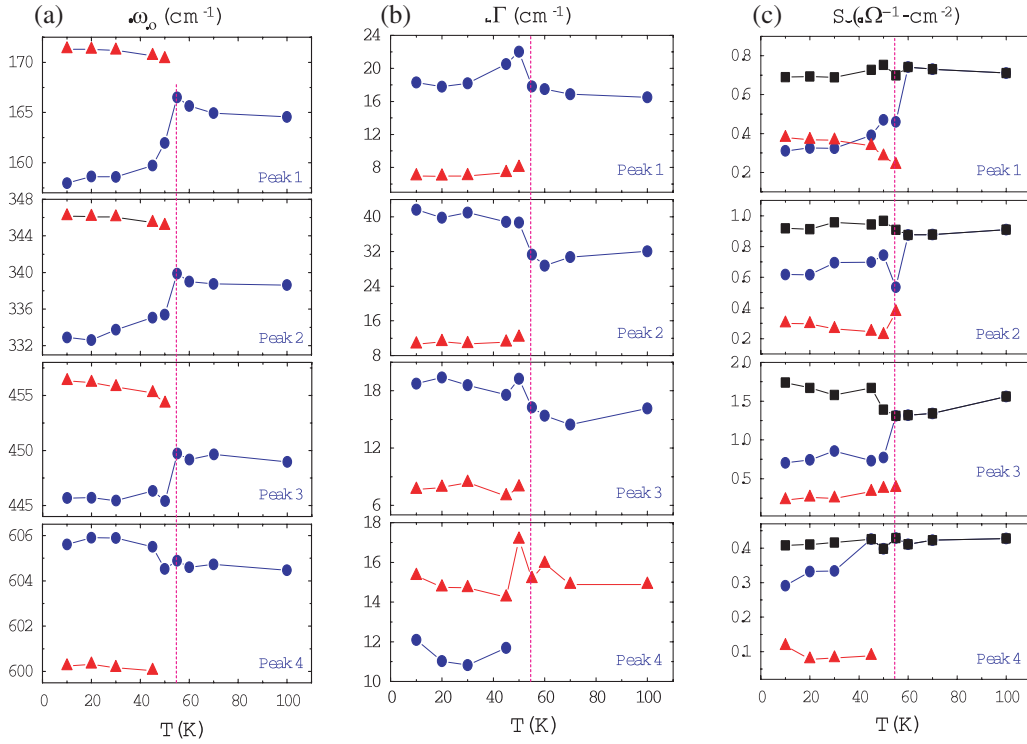 (a) ω₀ (cm⁻¹)
170
160
Peak 1
348
344
340
336
332
Peak 2
455
450
445
Peak 3
606
604
602
600
Peak 4
0 20 40 60 80 100
T (K)
(b) Γ (cm⁻¹)
24
20
16
12
8
Peak 1
40
32
24
16
8
Peak 2
18
12
6
Peak 3
18
16
14
12
10
Peak 4
0 20 40 60 80 100
T (K)
(c) S (Ω⁻¹-cm⁻²)
0.8
0.6
0.4
0.2
Peak 1
1.0
0.8
0.6
0.4
0.2
Peak 2
2.0
1.5
1.0
0.5
Peak 3
0.4
0.3
0.2
0.1
Peak 4
0 20 40 60 80 100
T (K)